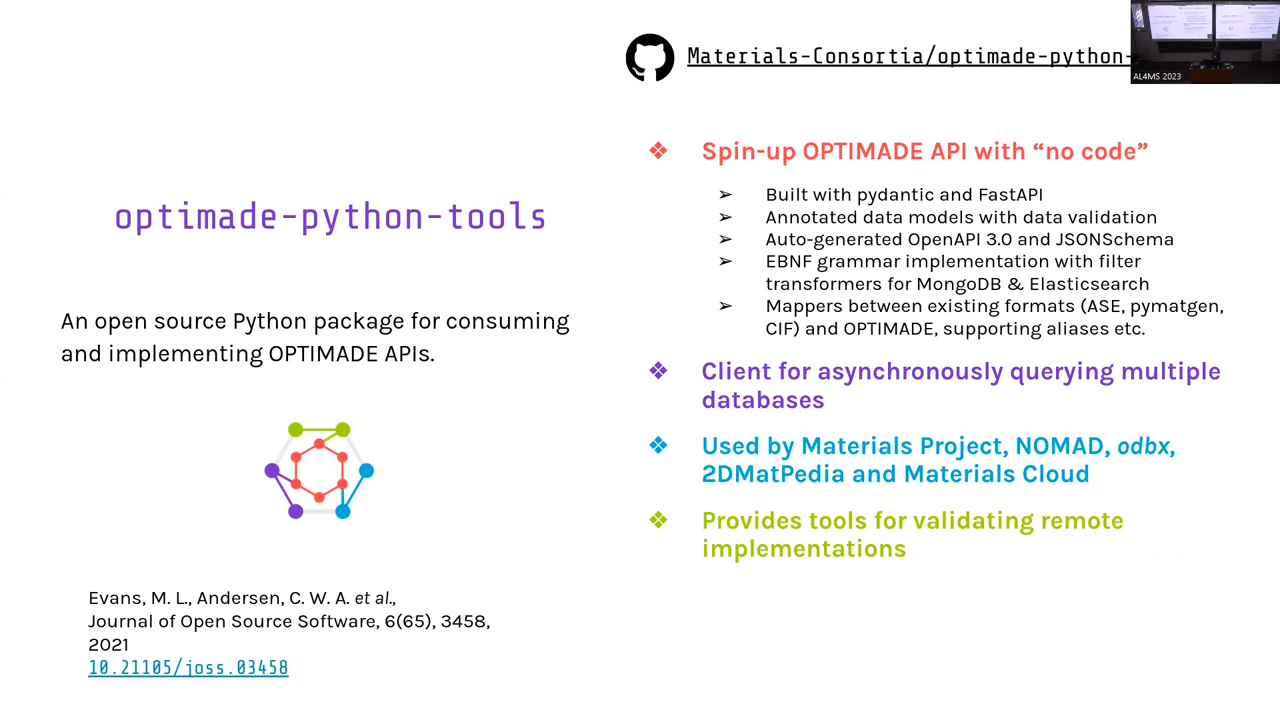 Materials-Consortia/optimade-python-
AL4MS 2023
optimade-python-tools
An open source Python package for consuming
and implementing OPTIMADE APIs.
Evans, M. L., Andersen, C. W. A. et al.,
Journal of Open Source Software, 6(65), 3458,
2021
10.21105/joss.03458
❖ Spin-up OPTIMADE API with “no code”
➢ Built with pydantic and FastAPI
➢ Annotated data models with data validation
➢ Auto-generated OpenAPI 3.0 and JSONSchema
➢ EBNF grammar implementation with filter
transformers for MongoDB & Elasticsearch
➢ Mappers between existing formats (ASE, pymatgen,
CIF) and OPTIMADE, supporting aliases etc.
❖ Client for asynchronously querying multiple
databases
❖ Used by Materials Project, NOMAD, odbx,
2DMatPedia and Materials Cloud
❖ Provides tools for validating remote
implementations